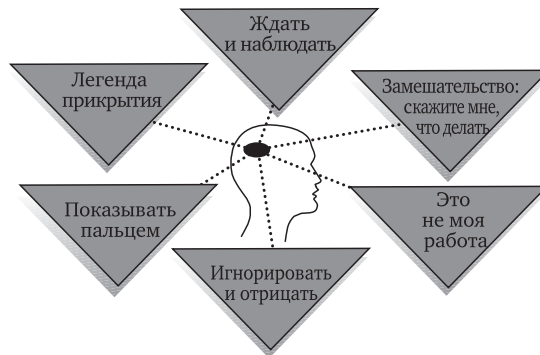 Ждать
и наблюдать
Легенда
прикрытия
Замешательство:
скажите мне,
что делать
Показывать
пальцем
Это
не моя
работа
Игнорировать
и отрицать